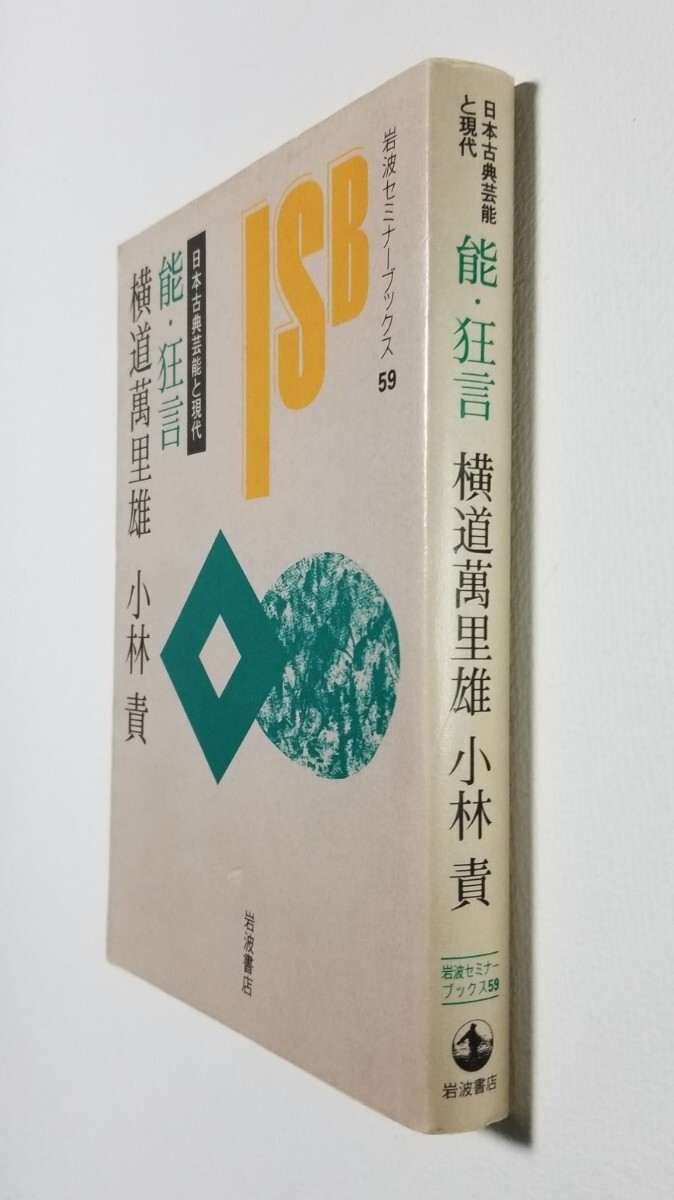 岩波セミナーブックス 59
ISB
日本古典芸能と現代
能・狂言
横道萬里雄 小林 責
岩波書店
日本古典芸能
と現代
能・狂言
横道萬里雄 小林 責
岩波セミナー
ブックス59
岩波書店